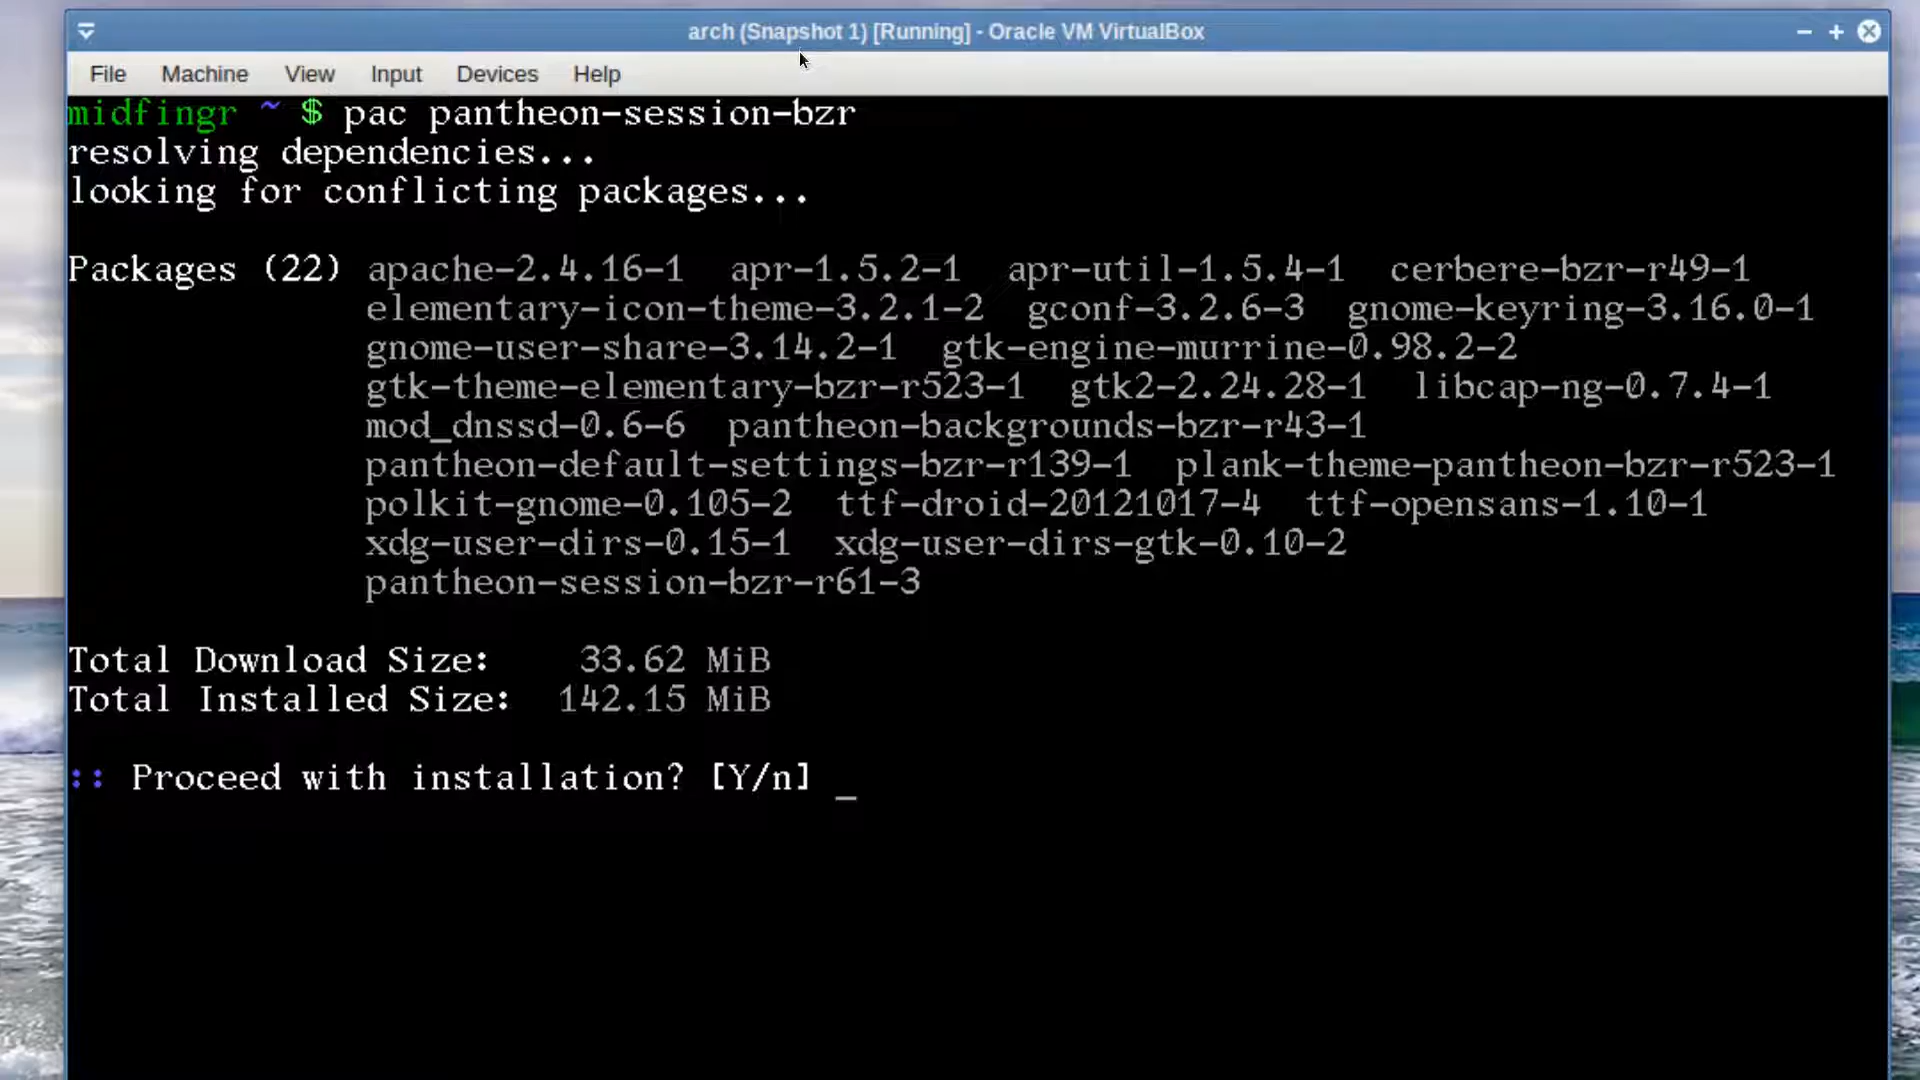 arch (Snapshot 1) [Running] - Oracle VM VirtualBox
File Machine View Input Devices Help
midfingr ~ $ pac pantheon-session-bzr
resolving dependencies...
looking for conflicting packages...
Packages (22) apache-2.4.16-1 apr-1.5.2-1 apr-util-1.5.4-1 cerbere-bzr-r49-1
elementary-icon-theme-3.2.1-2 gconf-3.2.6-3 gnome-keyring-3.16.0-1
gnome-user-share-3.14.2-1 gtk-engine-murrine-0.98.2-2
gtk-theme-elementary-bzr-r523-1 gtk2-2.24.28-1 libcap-ng-0.7.4-1
mod_dnssd-0.6-6 pantheon-backgrounds-bzr-r43-1
pantheon-default-settings-bzr-r139-1 plank-theme-pantheon-bzr-r523-1
polkit-gnome-0.105-2 ttf-droid-20121017-4 ttf-opensans-1.10-1
xdg-user-dirs-0.15-1 xdg-user-dirs-gtk-0.10-2
pantheon-session-bzr-r61-3
Total Download Size: 33.62 MiB
Total Installed Size: 142.15 MiB
:: Proceed with installation? [Y/n] _